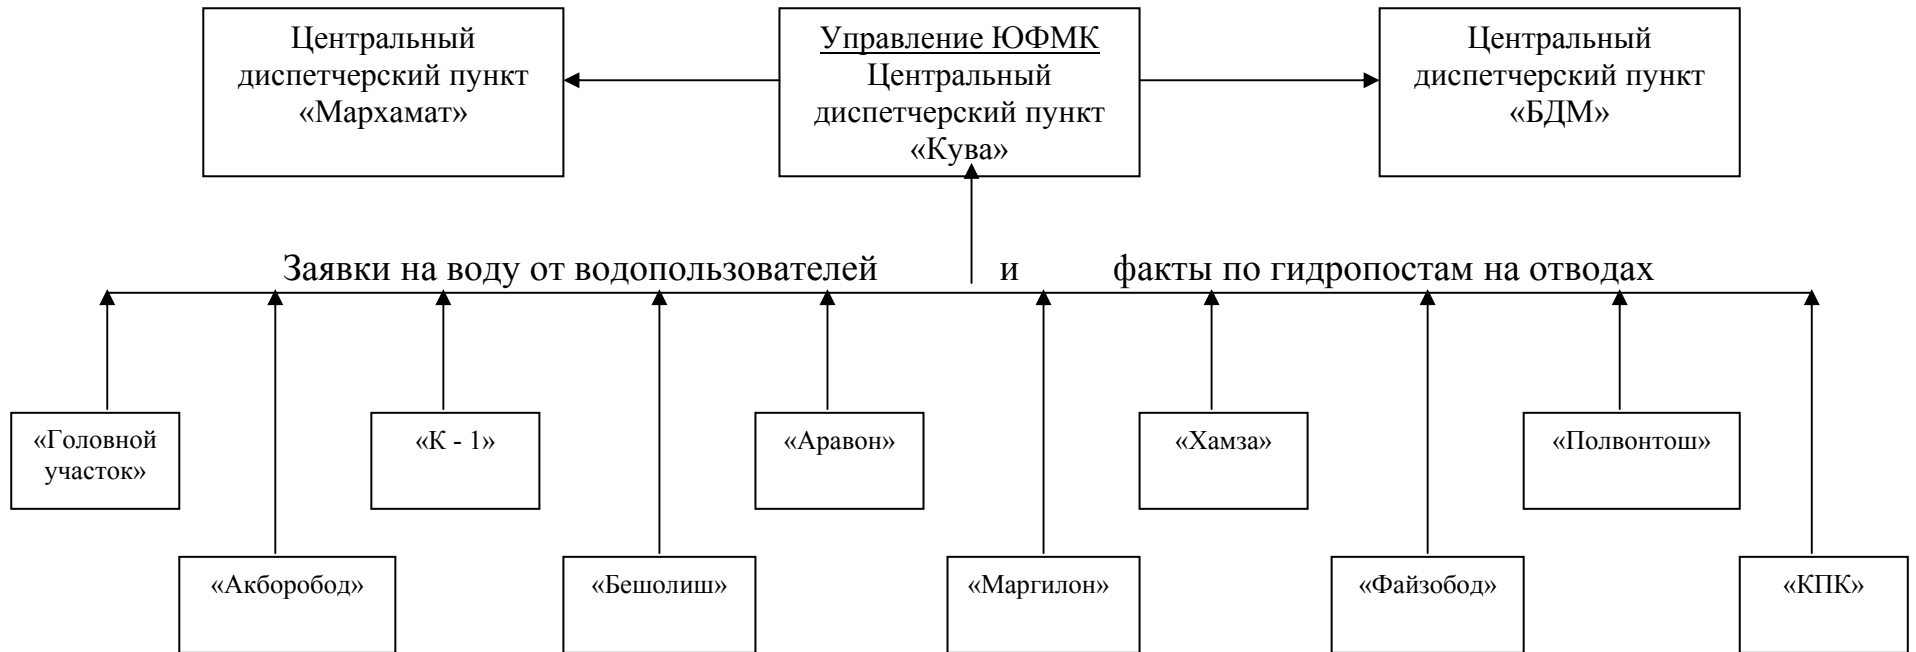 Центральный
диспетчерский пункт
«Мархамат»
Управление ЮФМК
Центральный
диспетчерский пункт
«Кува»
Центральный
диспетчерский пункт
«БДМ»
Заявки на воду от водопользователей и факты по гидропостам на отводах
«Головной
участок»
«К - 1»
«Аравон»
«Хамза»
«Полвонтош»
«Акборобод»
«Бешолиш»
«Маргилон»
«Файзобод»
«КПК»